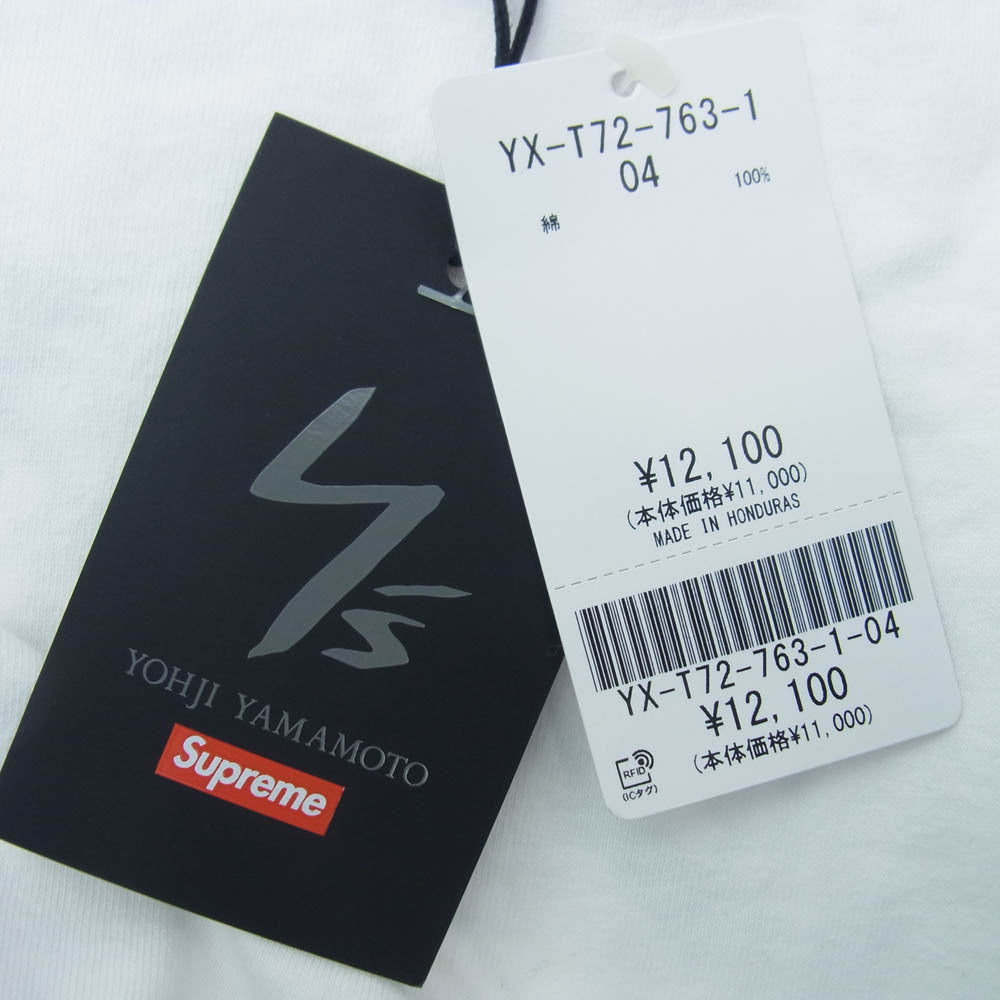 Y's
YOHJI YAMAMOTO
Supreme
YX-T72-763-1
04
綿 100%
¥12,100
(本体価格¥11,000)
MADE IN HONDURAS
YX-T72-763-1-04
¥12,100
(本体価格¥11,000)
RFID
(ICタグ)